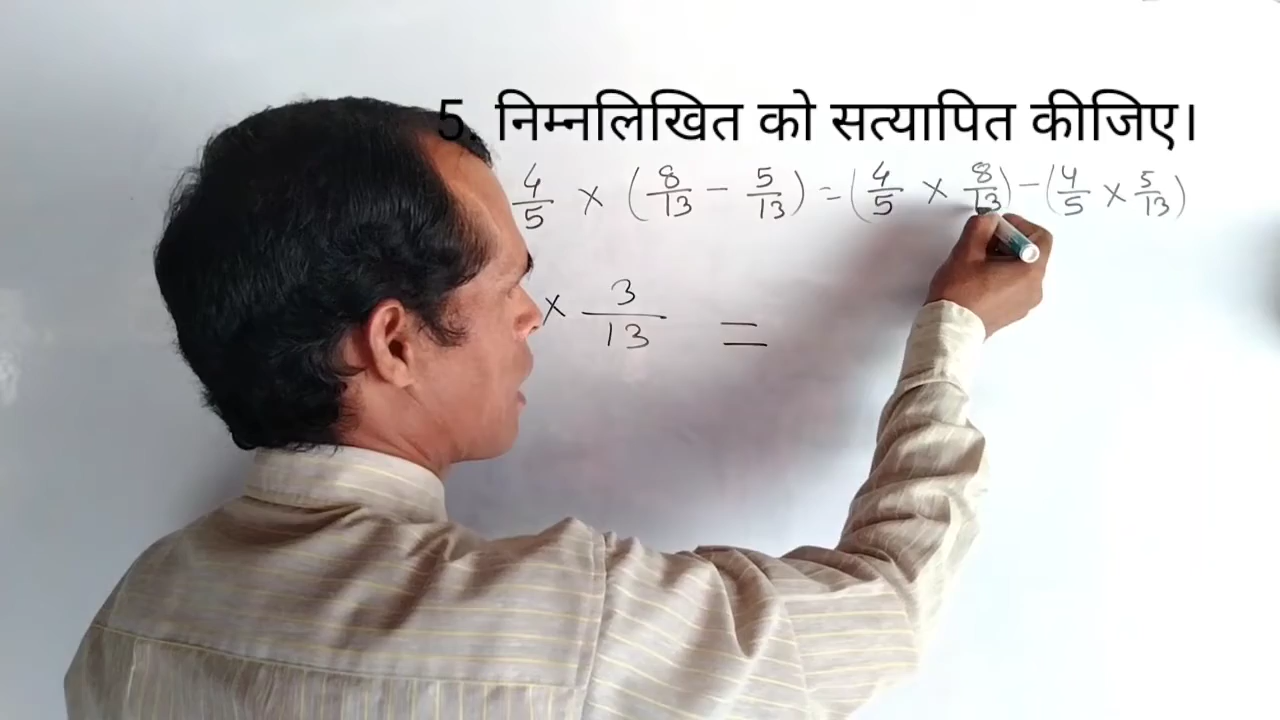 5. निम्नलिखित को सत्यापित कीजिए।
4/5 × (8/13 - 5/13) = (4/5 × 8/13) - (4/5 × 5/13)
× 3/13 =